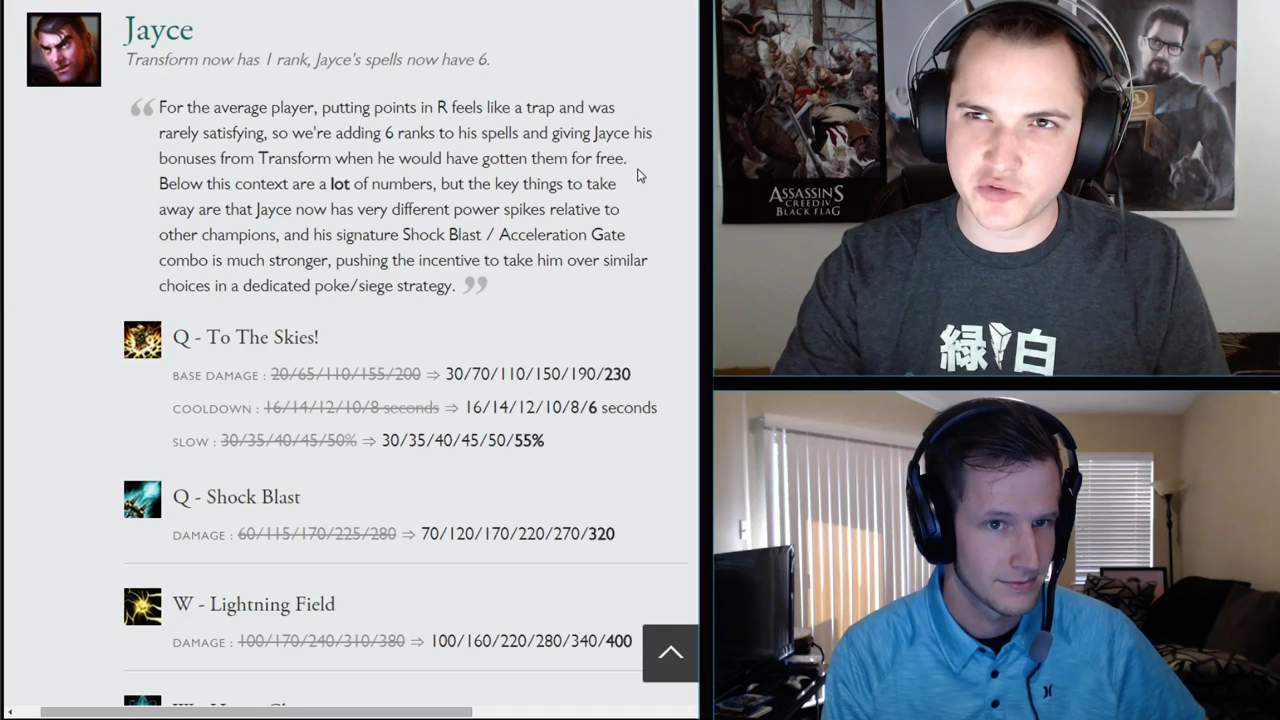 Jayce
Transform now has 1 rank, Jayce's spells now have 6.
“ For the average player, putting points in R feels like a trap and was
rarely satisfying, so we're adding 6 ranks to his spells and giving Jayce his
bonuses from Transform when he would have gotten them for free.
Below this context are a lot of numbers, but the key things to take
away are that Jayce now has very different power spikes relative to
other champions, and his signature Shock Blast / Acceleration Gate
combo is much stronger, pushing the incentive to take him over similar
choices in a dedicated poke/siege strategy. ”
Q - To The Skies!
BASE DAMAGE : 20/65/110/155/200 ⇒ 30/70/110/150/190/230
COOLDOWN : 16/14/12/10/8 seconds ⇒ 16/14/12/10/8/6 seconds
SLOW : 30/35/40/45/50% ⇒ 30/35/40/45/50/55%
Q - Shock Blast
DAMAGE : 60/115/170/225/280 ⇒ 70/120/170/220/270/320
W - Lightning Field
DAMAGE : 100/170/240/310/380 ⇒ 100/160/220/280/340/400
ASSASSIN'S
CREED IV
BLACK FLAG
緑 白